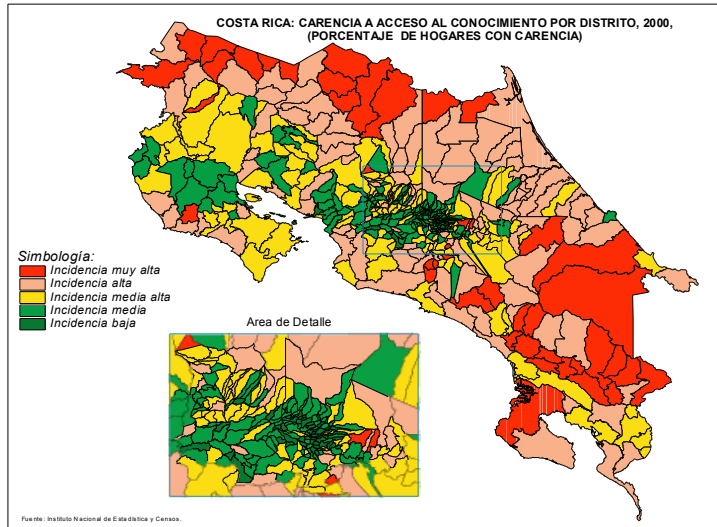 COSTA RICA: CARENCIA A ACCESO AL CONOCIMIENTO POR DISTRITO, 2000,
(PORCENTAJE DE HOGARES CON CARENCIA)
Simbología:
Incidencia muy alta
Incidencia alta
Incidencia media alta
Incidencia media
Incidencia baja
Area de Detalle
Fuente: Instituto Nacional de Estadística y Censos.